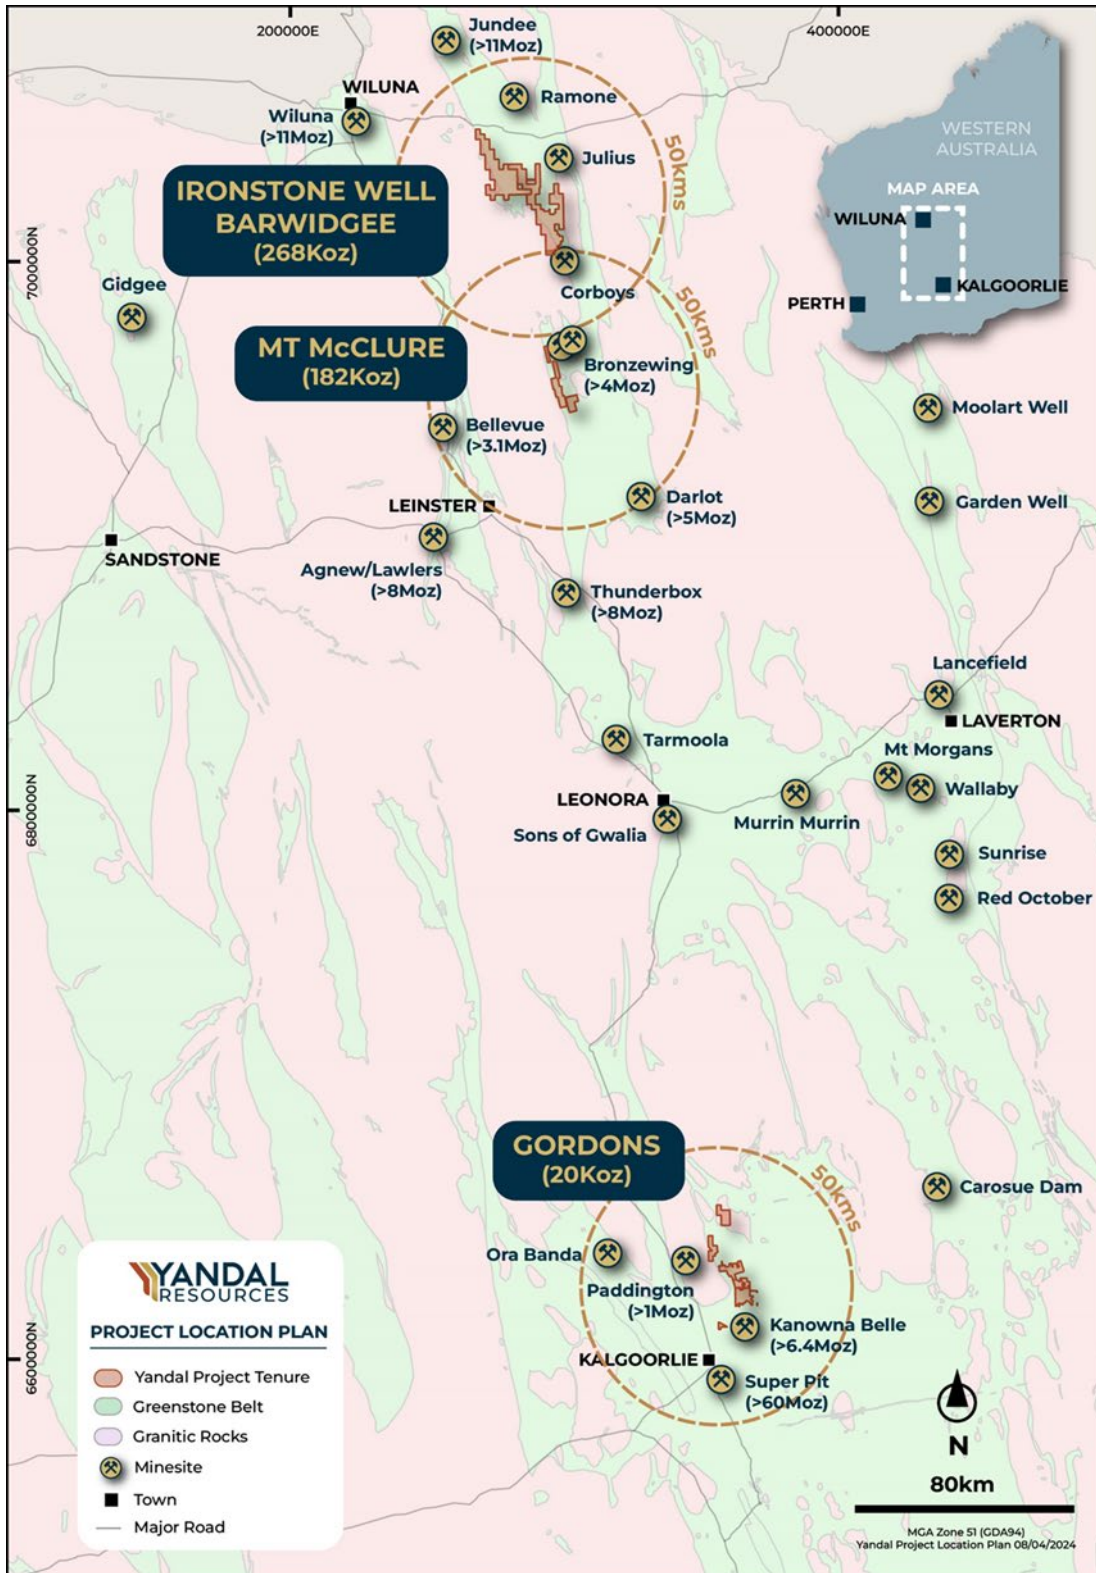 200000E
400000E
Jundee
(>11Moz)
WILUNA
Ramone
Wiluna
(>11Moz)
Julius
50kms
WESTERN
AUSTRALIA
MAP AREA
WILUNA
KALGOORLIE
PERTH
IRONSTONE WELL
BARWIDGEE
(268Koz)
7000000N
Gidgee
Corboys
50kms
MT McCLURE
(182Koz)
Bronzewing
(>4Moz)
Moolart Well
Bellevue
(>3.1Moz)
LEINSTER
Darlot
(>5Moz)
Garden Well
SANDSTONE
Agnew/Lawlers
(>8Moz)
Thunderbox
(>8Moz)
Lancefield
LAVERTON
Tarmoola
Mt Morgans
Wallaby
6800000N
LEONORA
Murrin Murrin
Sons of Gwalia
Sunrise
Red October
GORDONS
(20Koz)
50kms
Carosue Dam
Ora Banda
Paddington
(>1Moz)
Kanowna Belle
(>6.4Moz)
6600000N
KALGOORLIE
Super Pit
(>60Moz)
YANDAL
RESOURCES
PROJECT LOCATION PLAN
Yandal Project Tenure
Greenstone Belt
Granitic Rocks
Minesite
Town
Major Road
N
80km
MGA Zone 51 (GDA94)
Yandal Project Location Plan 08/04/2024